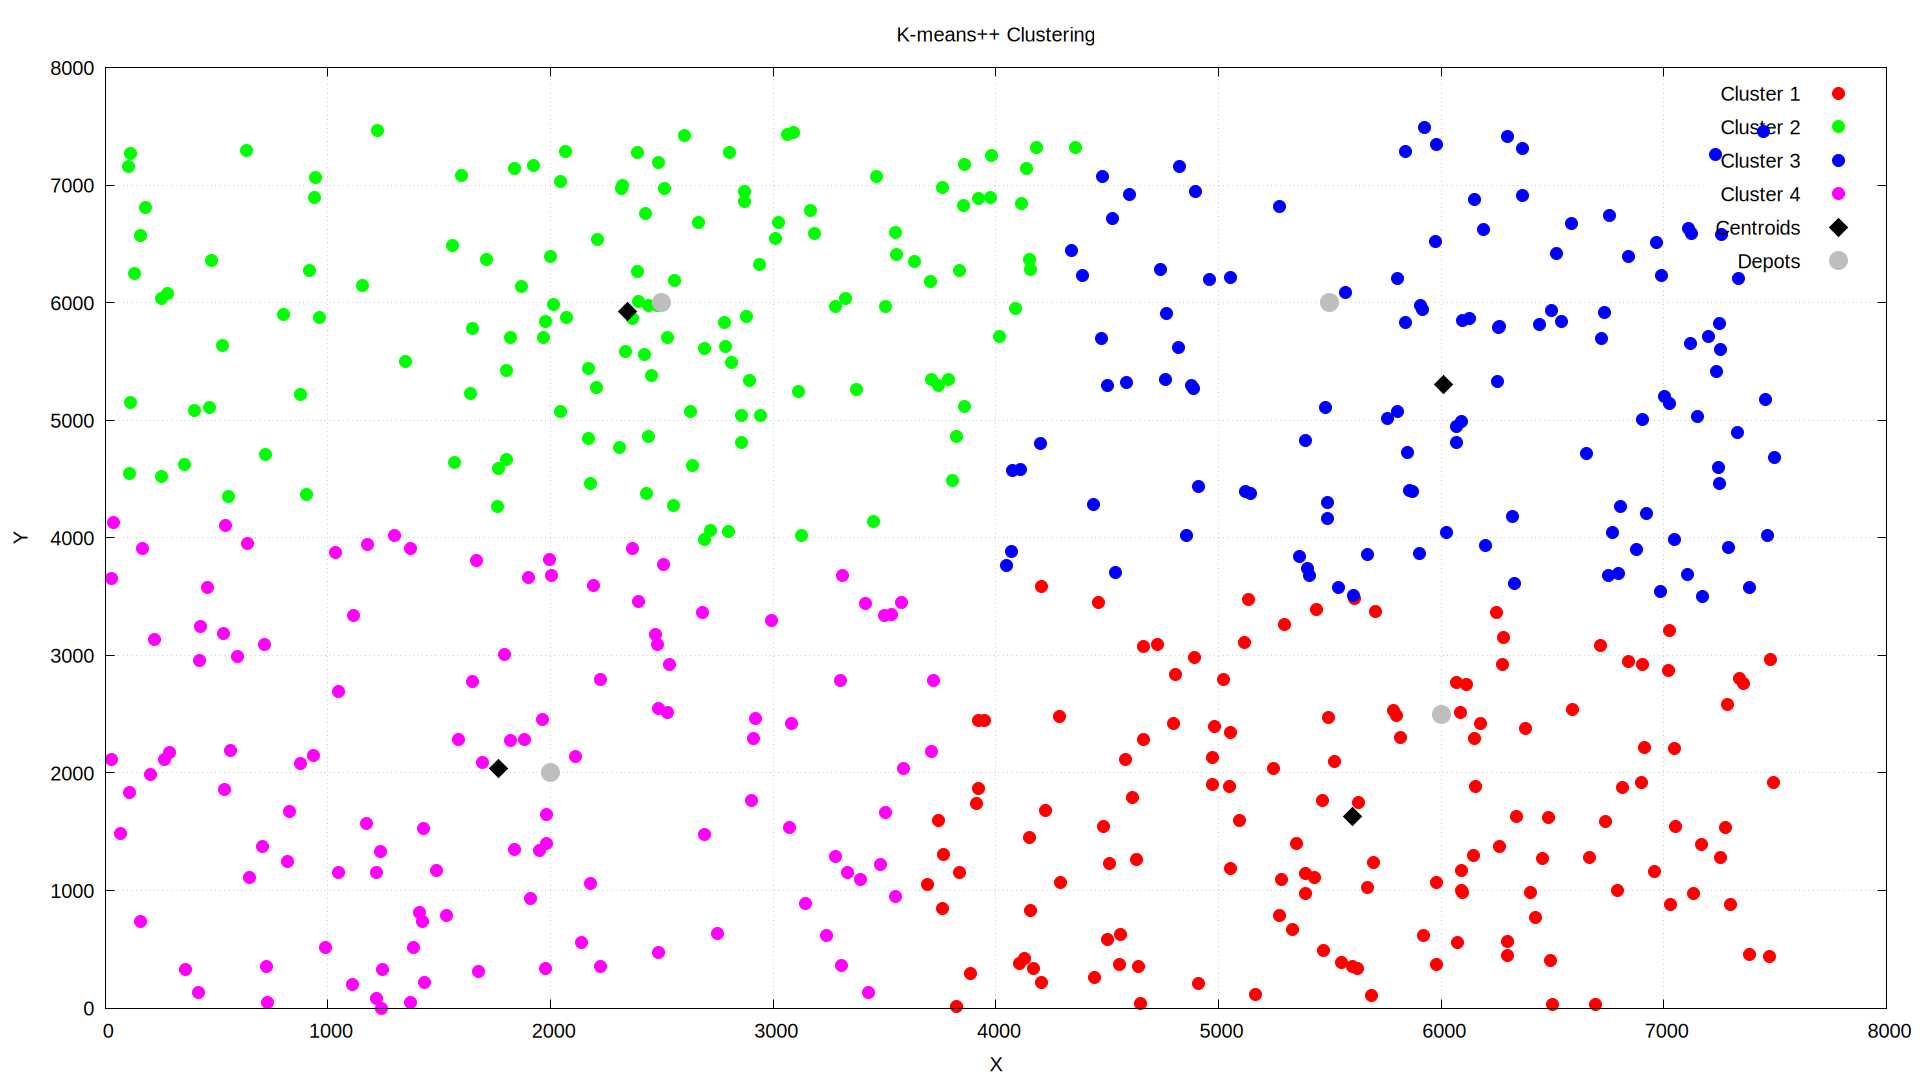 K-means++ Clustering
8000
7000
6000
5000
4000
3000
2000
1000
0
Y
Cluster 1
Cluster 2
Cluster 3
Cluster 4
Centroids
Depots
0 1000 2000 3000 4000 5000 6000 7000 8000
X